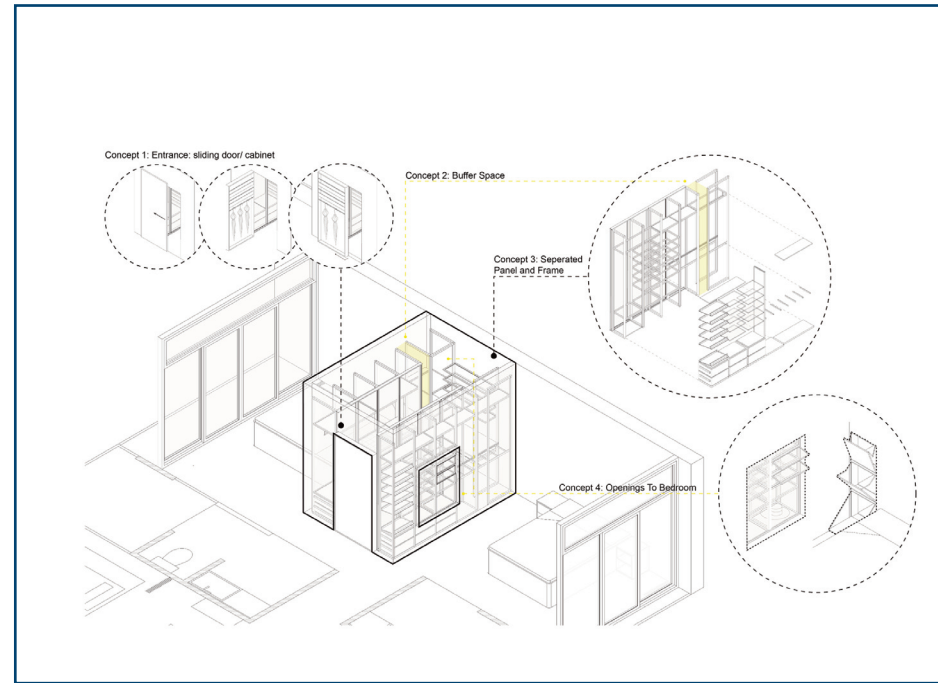 Concept 1: Entrance: sliding door/ cabinet
Concept 2: Buffer Space
Concept 3: Seperated
Panel and Frame
Concept 4: Openings To Bedroom